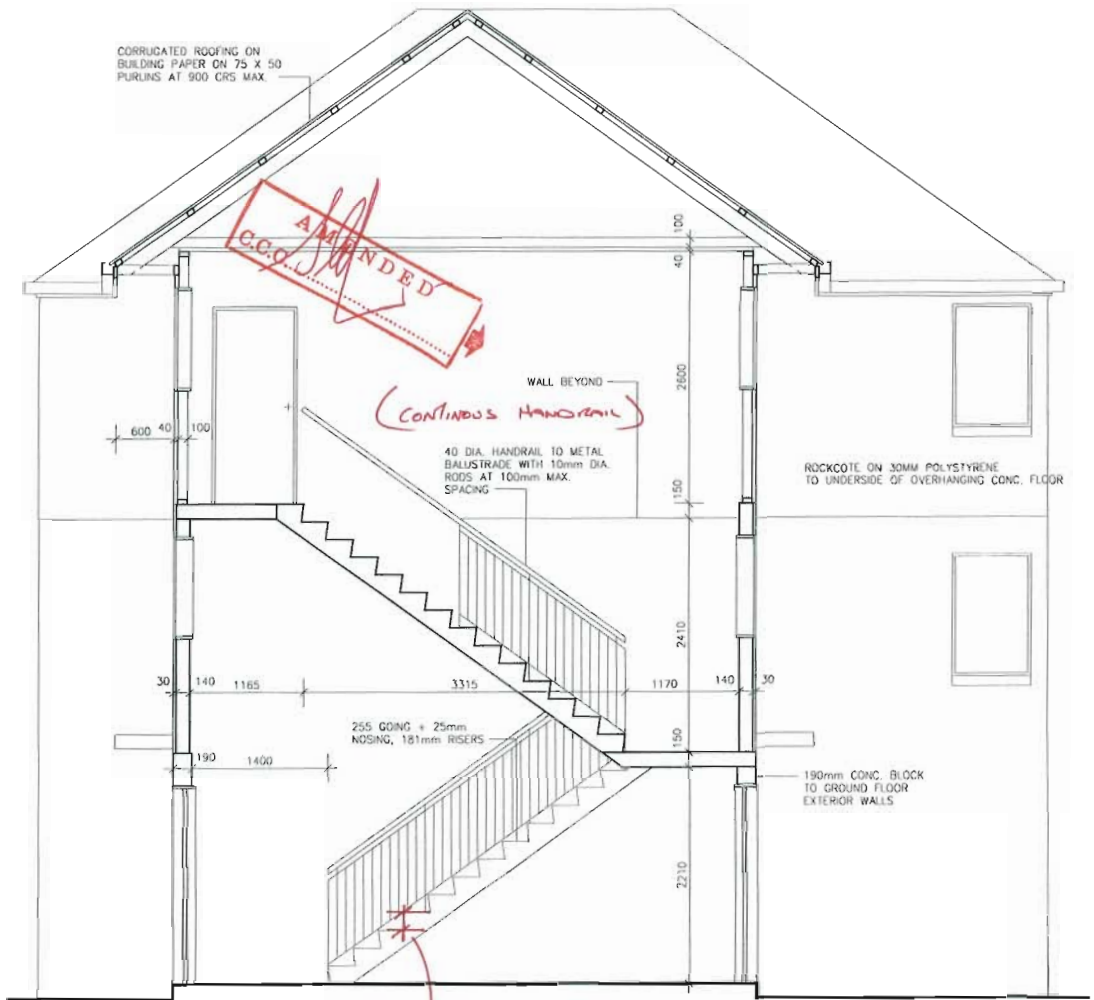 CORRUGATED ROOFING ON
BUILDING PAPER ON 75 X 50
PURLINS AT 900 CRS MAX.
AMENDED
C.C.C.
100
40
2600
WALL BEYOND
(CONTINOUS HANDRAIL)
600 40 100
40 DIA. HANDRAIL TO METAL
BALUSTRADE WITH 10mm DIA.
RODS AT 100mm MAX.
SPACING
ROCKCOTE ON 30MM POLYSTYRENE
TO UNDERSIDE OF OVERHANGING CONC. FLOOR
150
2410
30 140 1165 3315 1170 140 30
255 GOING + 25mm
NOSING, 181mm RISERS
150
190 1400
190mm CONC. BLOCK
TO GROUND FLOOR
EXTERIOR WALLS
2210